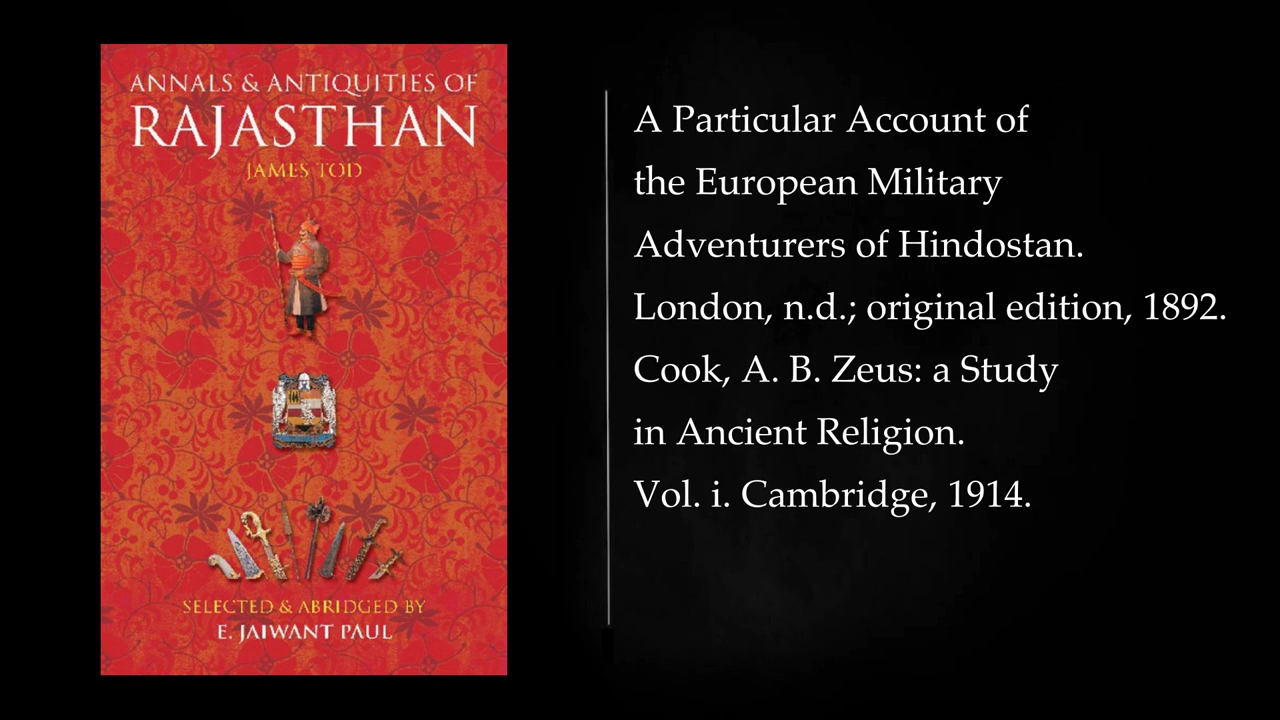 ANNALS & ANTIQUITIES OF
RAJASTHAN
JAMES TOD
SELECTED & ABRIDGED BY
E. JAIWANT PAUL
A Particular Account of
the European Military
Adventurers of Hindostan.
London, n.d.; original edition, 1892.
Cook, A. B. Zeus: a Study
in Ancient Religion.
Vol. i. Cambridge, 1914.